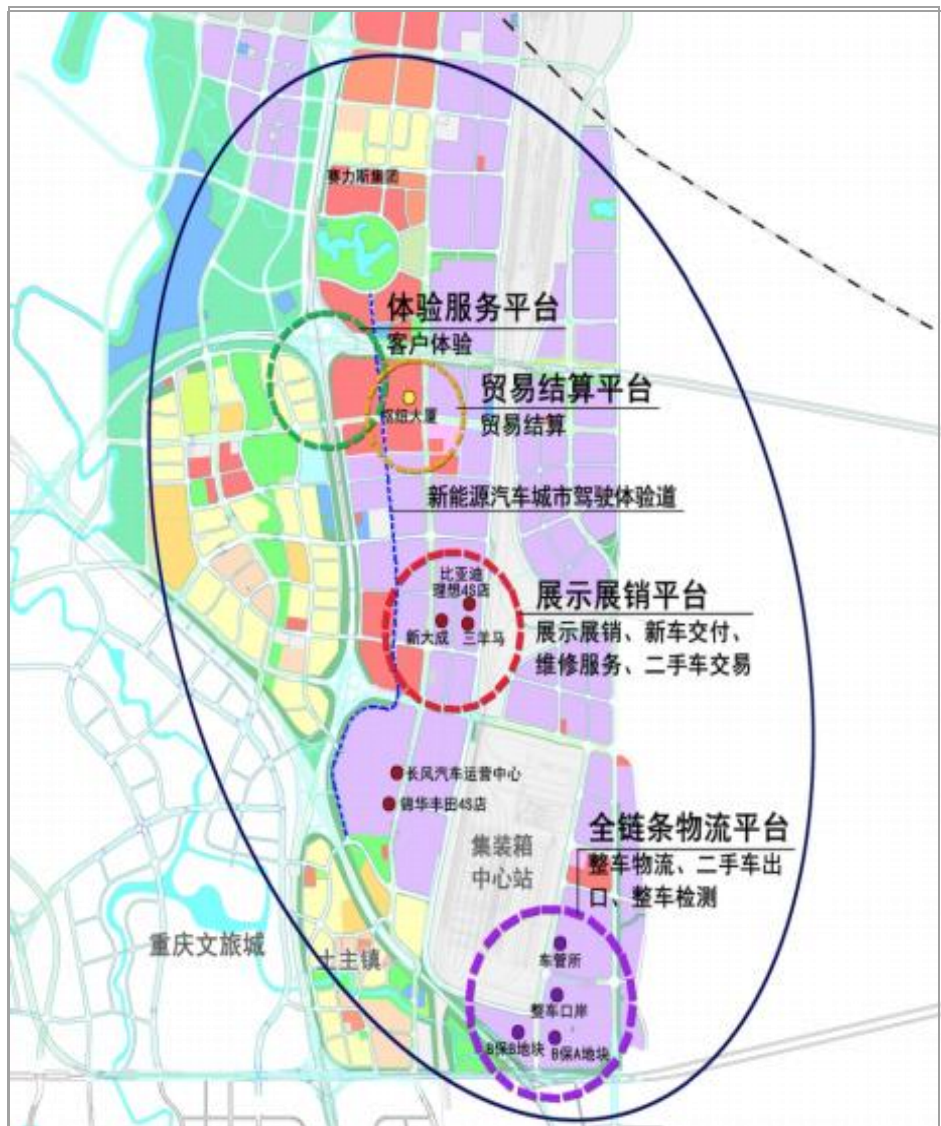 赛力斯集团
体验服务平台
客户体验
贸易结算平台
贸易结算
枢纽大厦
新能源汽车城市驾驶体验道
比亚迪
理想4S店
新大成
三羊马
展示展销平台
展示展销、新车交付、
维修服务、二手车交易
长风汽车运营中心
锦华丰田4S店
全链条物流平台
整车物流、二手车出
口、整车检测
集装箱
中心站
重庆文旅城
土主镇
车管所
整车口岸
B保B地块
B保A地块